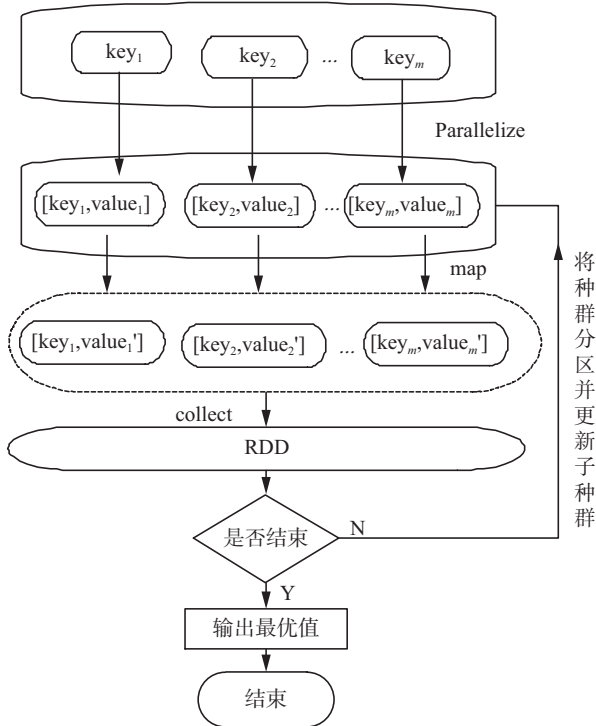 key₁ key₂ ... keₘ
Parallelize
[key₁,value₁] [key₂,value₂] ... [keyₘ,valueₘ]
map
[key₁,value₁'] [key₂,value₂'] ... [keyₘ,valueₘ']
collect
RDD
是否结束 N
Y
输出最优值
结束
将种群分区并更新子种群